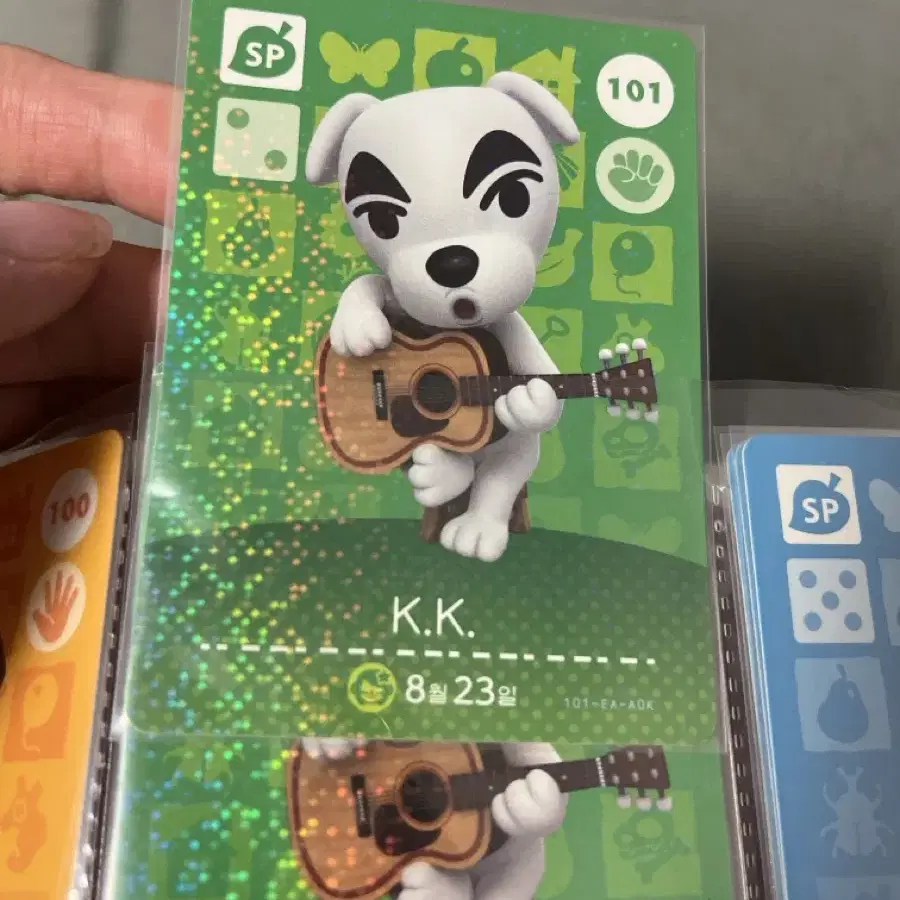 SP
101
K.K.
8월 23일
101-EA-A0K
100
SP